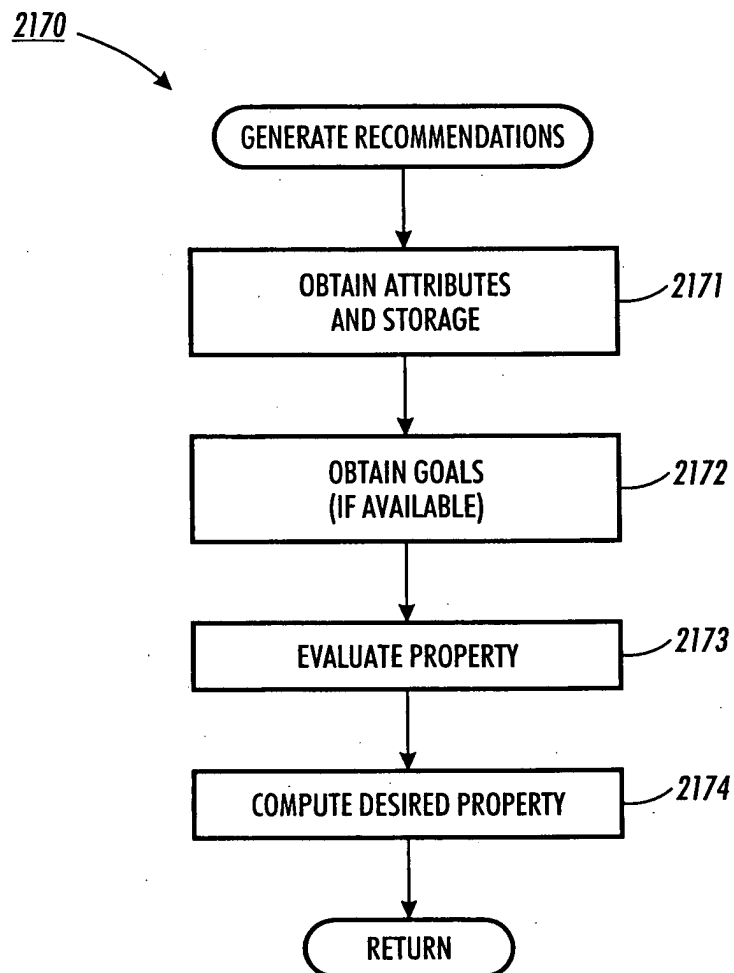 2170
GENERATE RECOMMENDATIONS
OBTAIN ATTRIBUTES
AND STORAGE
2171
OBTAIN GOALS
(IF AVAILABLE)
2172
EVALUATE PROPERTY
2173
COMPUTE DESIRED PROPERTY
2174
RETURN